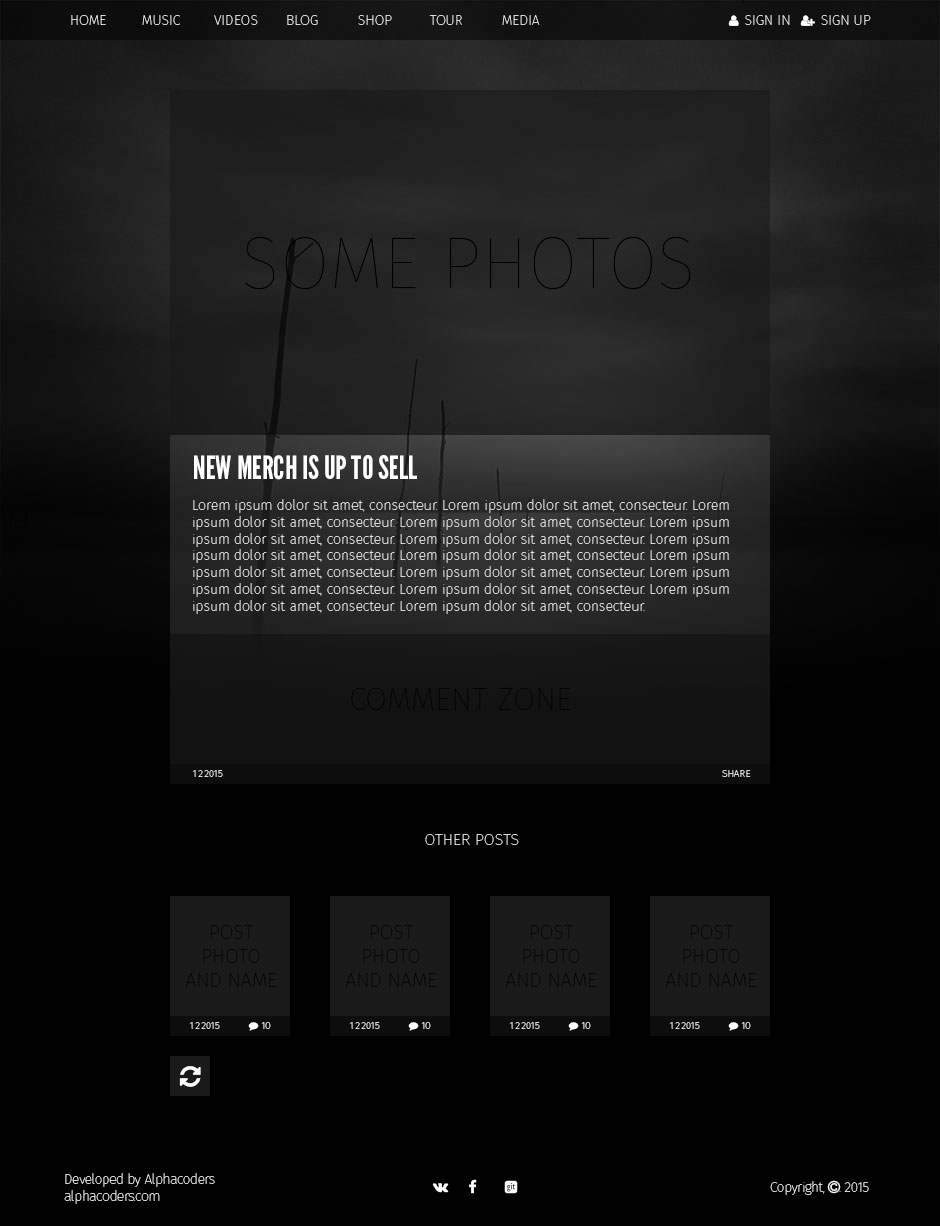 HOME MUSIC VIDEOS BLOG SHOP TOUR MEDIA SIGN IN SIGN UP
SOME PHOTOS
NEW MERCH IS UP TO SELL
Lorem ipsum dolor sit amet, consecteur. Lorem ipsum dolor sit amet, consecteur. Lorem
ipsum dolor sit amet, consecteur. Lorem ipsum dolor sit amet, consecteur. Lorem ipsum
dolor sit amet, consecteur. Lorem ipsum dolor sit amet, consecteur. Lorem ipsum
ipsum dolor sit amet, consecteur. Lorem ipsum dolor sit amet, consecteur. Lorem ipsum
ipsum dolor sit amet, consecteur. Lorem ipsum dolor sit amet, consecteur. Lorem ipsum
ipsum dolor sit amet, consecteur. Lorem ipsum dolor sit amet, consecteur. Lorem ipsum
ipsum dolor sit amet, consecteur. Lorem ipsum dolor sit amet, consecteur.
COMMENT ZONE
1 2 2015 SHARE
OTHER POSTS
POST POST POST POST
PHOTO PHOTO PHOTO PHOTO
AND NAME AND NAME AND NAME AND NAME
1 2 2015 10 1 2 2015 10 1 2 2015 10 1 2 2015 10
Developed by Alphacoders
alphacoders.com
git
Copyright, © 2015